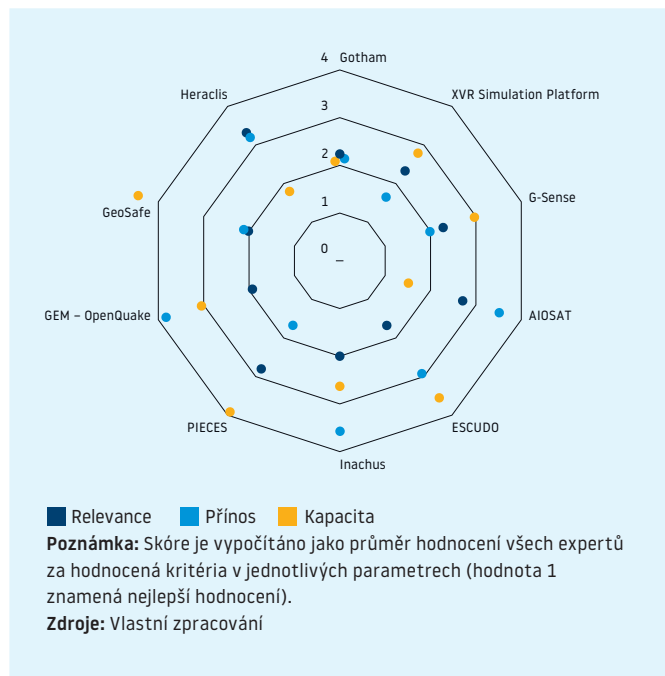 4 Gotham
Heraclis
XVR Simulation Platform
3
2
G-Sense
GeoSafe
1
0
–
GEM – OpenQuake
AIOSAT
PIECES
ESCUDO
Inachus
Relevance Přínos Kapacita
Poznámka: Skóre je vypočítáno jako průměr hodnocení všech expertů
za hodnocená kritéria v jednotlivých parametrech (hodnota 1
znamená nejlepší hodnocení).
Zdroje: Vlastní zpracování